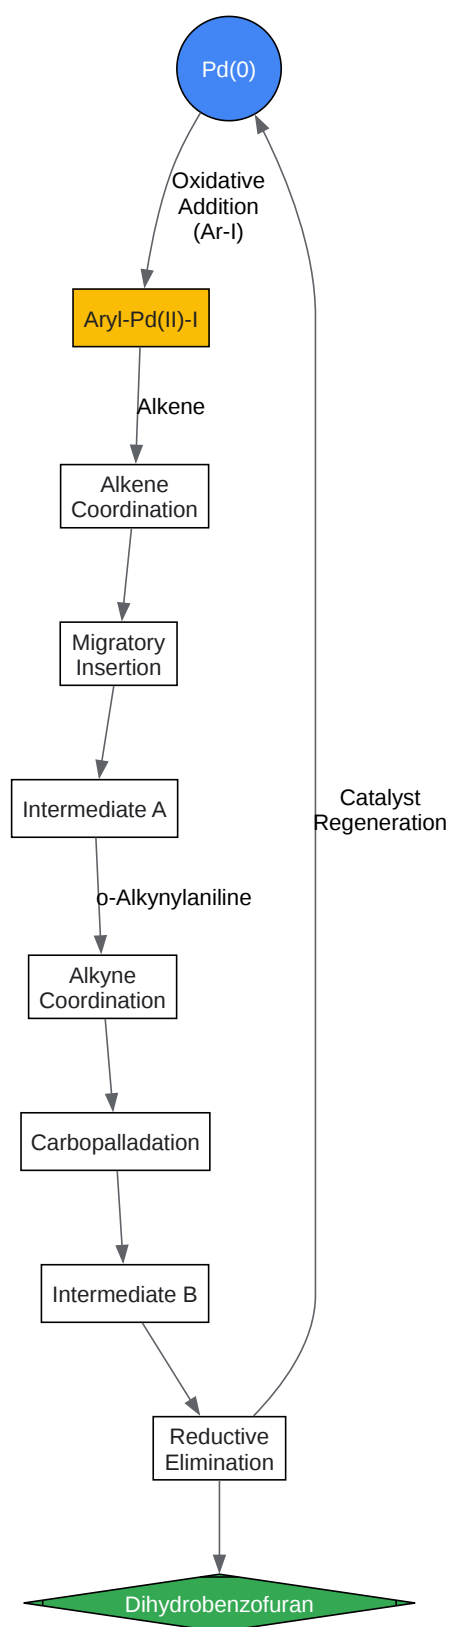 Pd(0)
Oxidative
Addition
(Ar-I)
Aryl-Pd(II)-I
Alkene
Alkene
Coordination
Migratory
Insertion
Catalyst
Regeneration
Intermediate A
o-Alkynylaniline
Alkyne
Coordination
Carbopalladation
Intermediate B
Reductive
Elimination
Dihydrobenzofuran